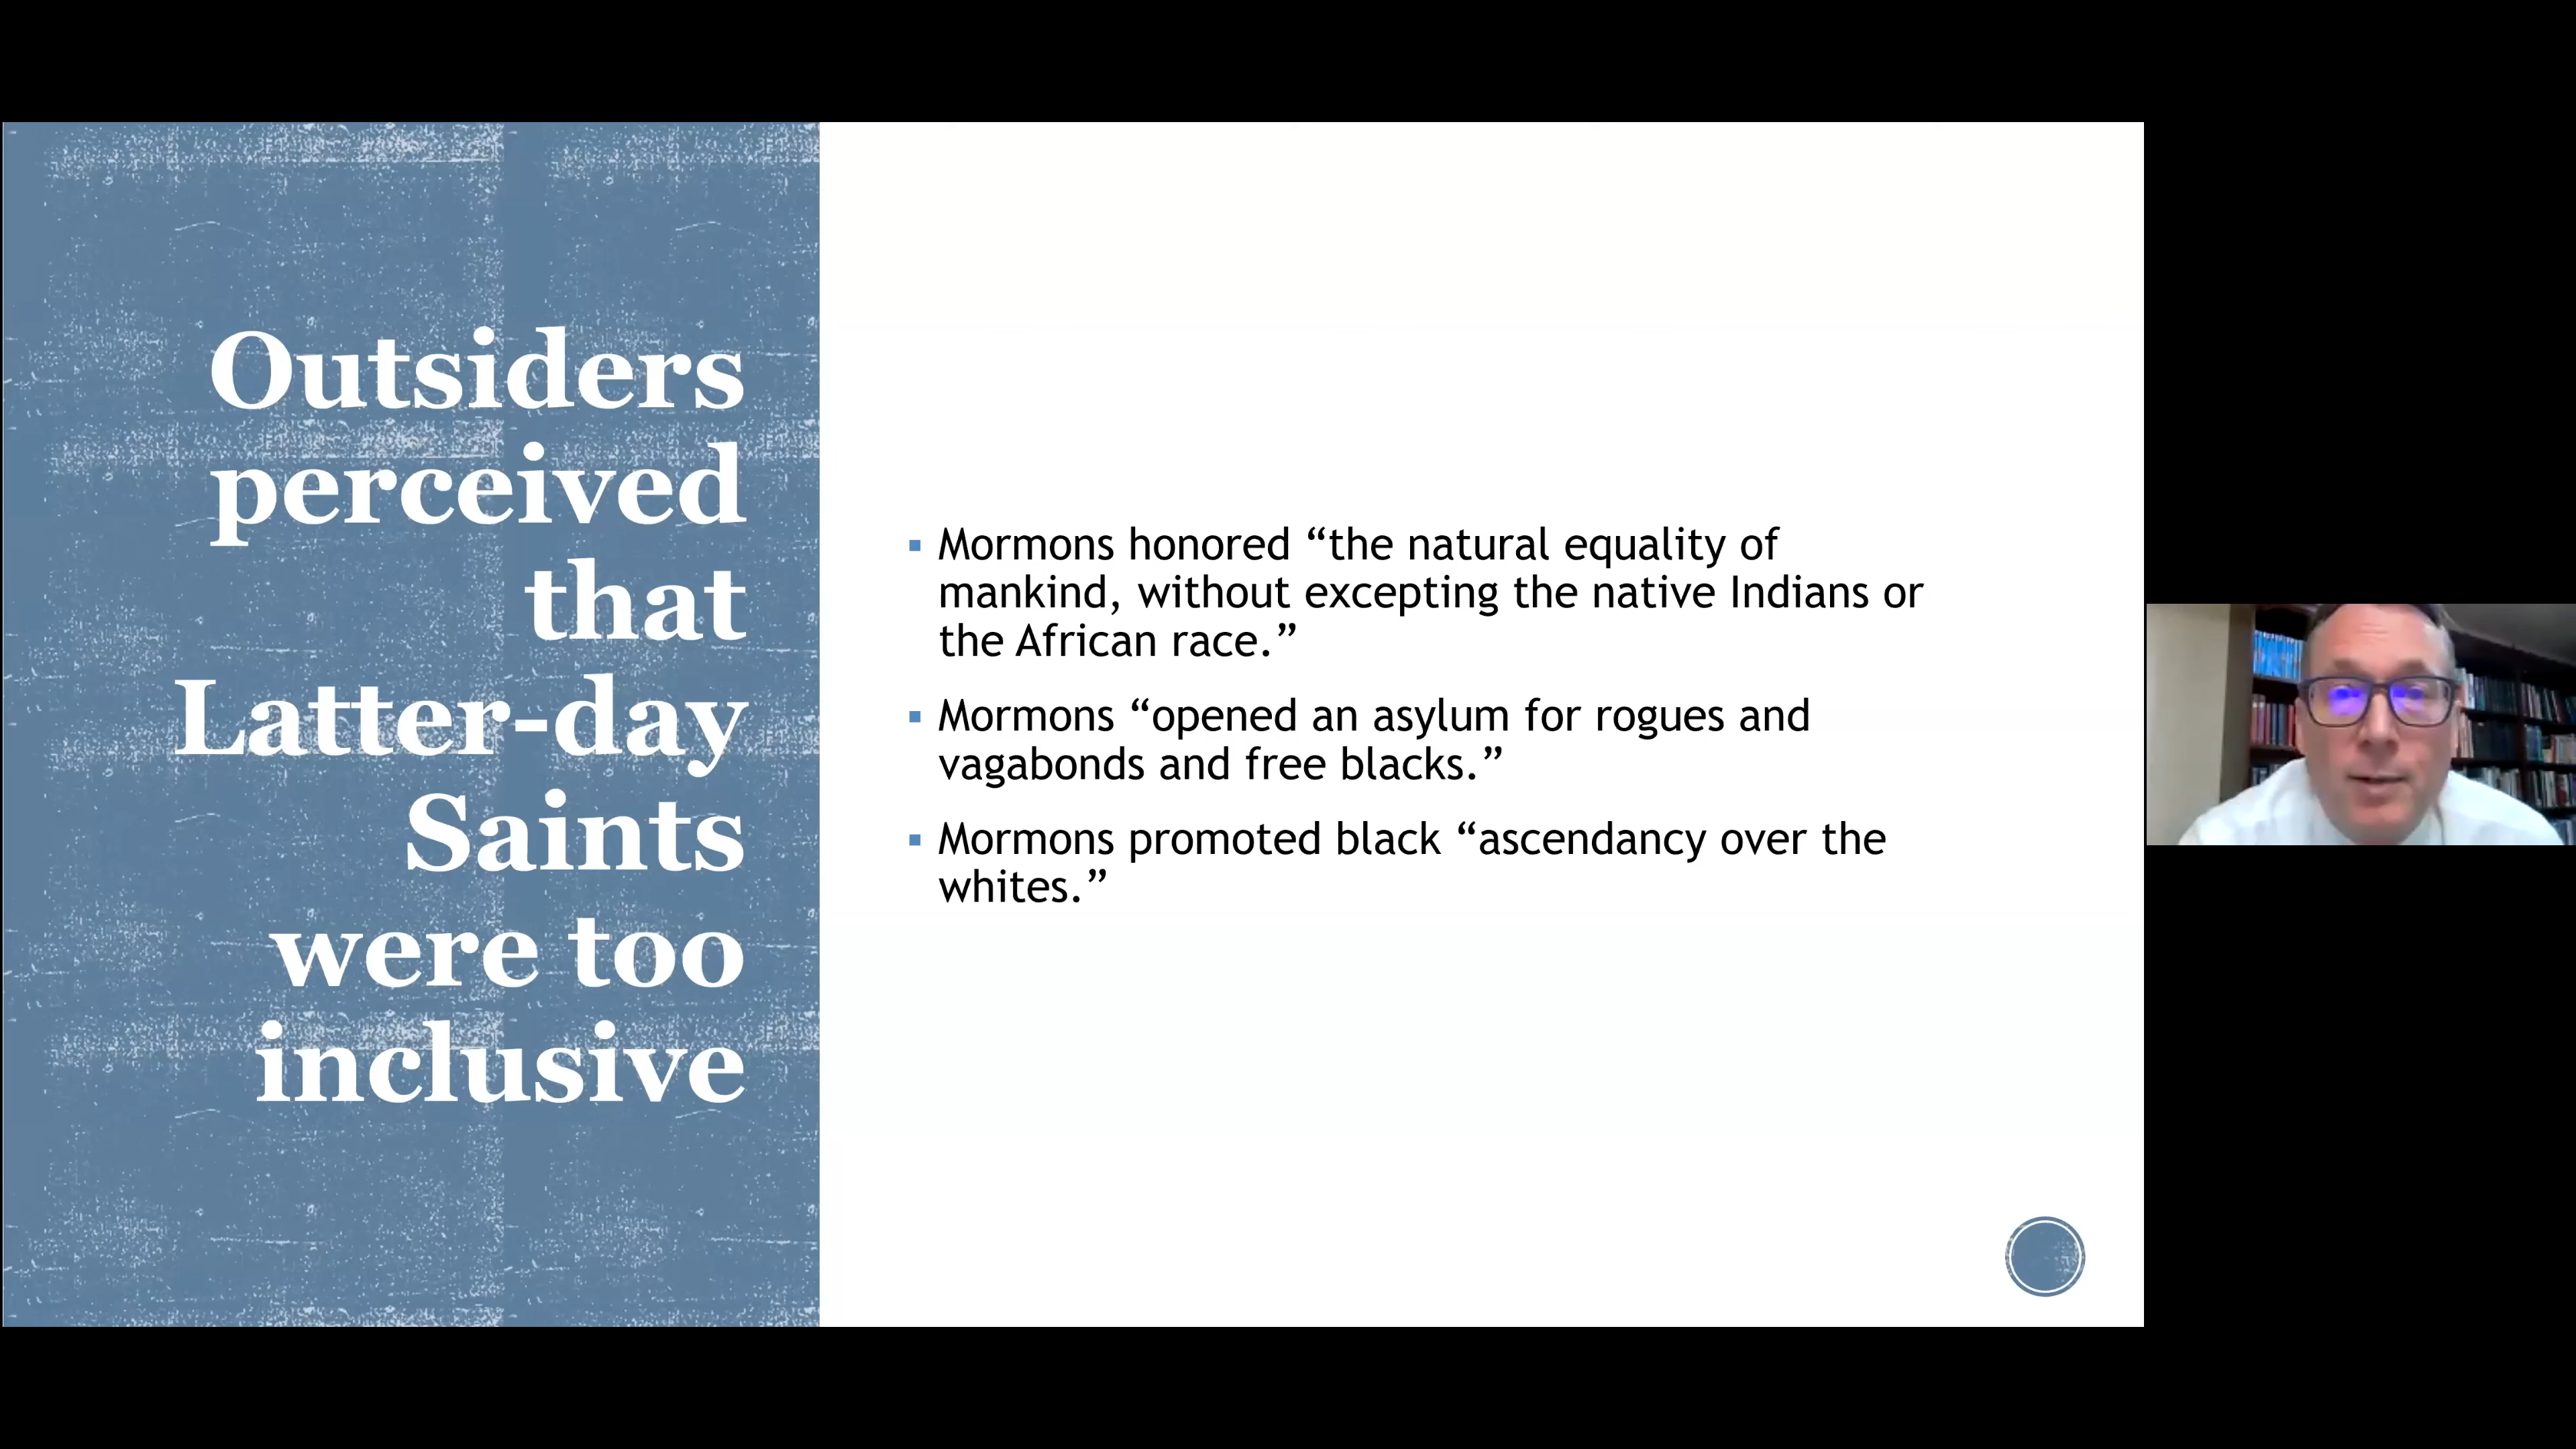 Outsiders
perceived
that
Latter-day
Saints
were too
inclusive
▪ Mormons honored “the natural equality of
mankind, without excepting the native Indians or
the African race.”
▪ Mormons “opened an asylum for rogues and
vagabonds and free blacks.”
▪ Mormons promoted black “ascendancy over the
whites.”